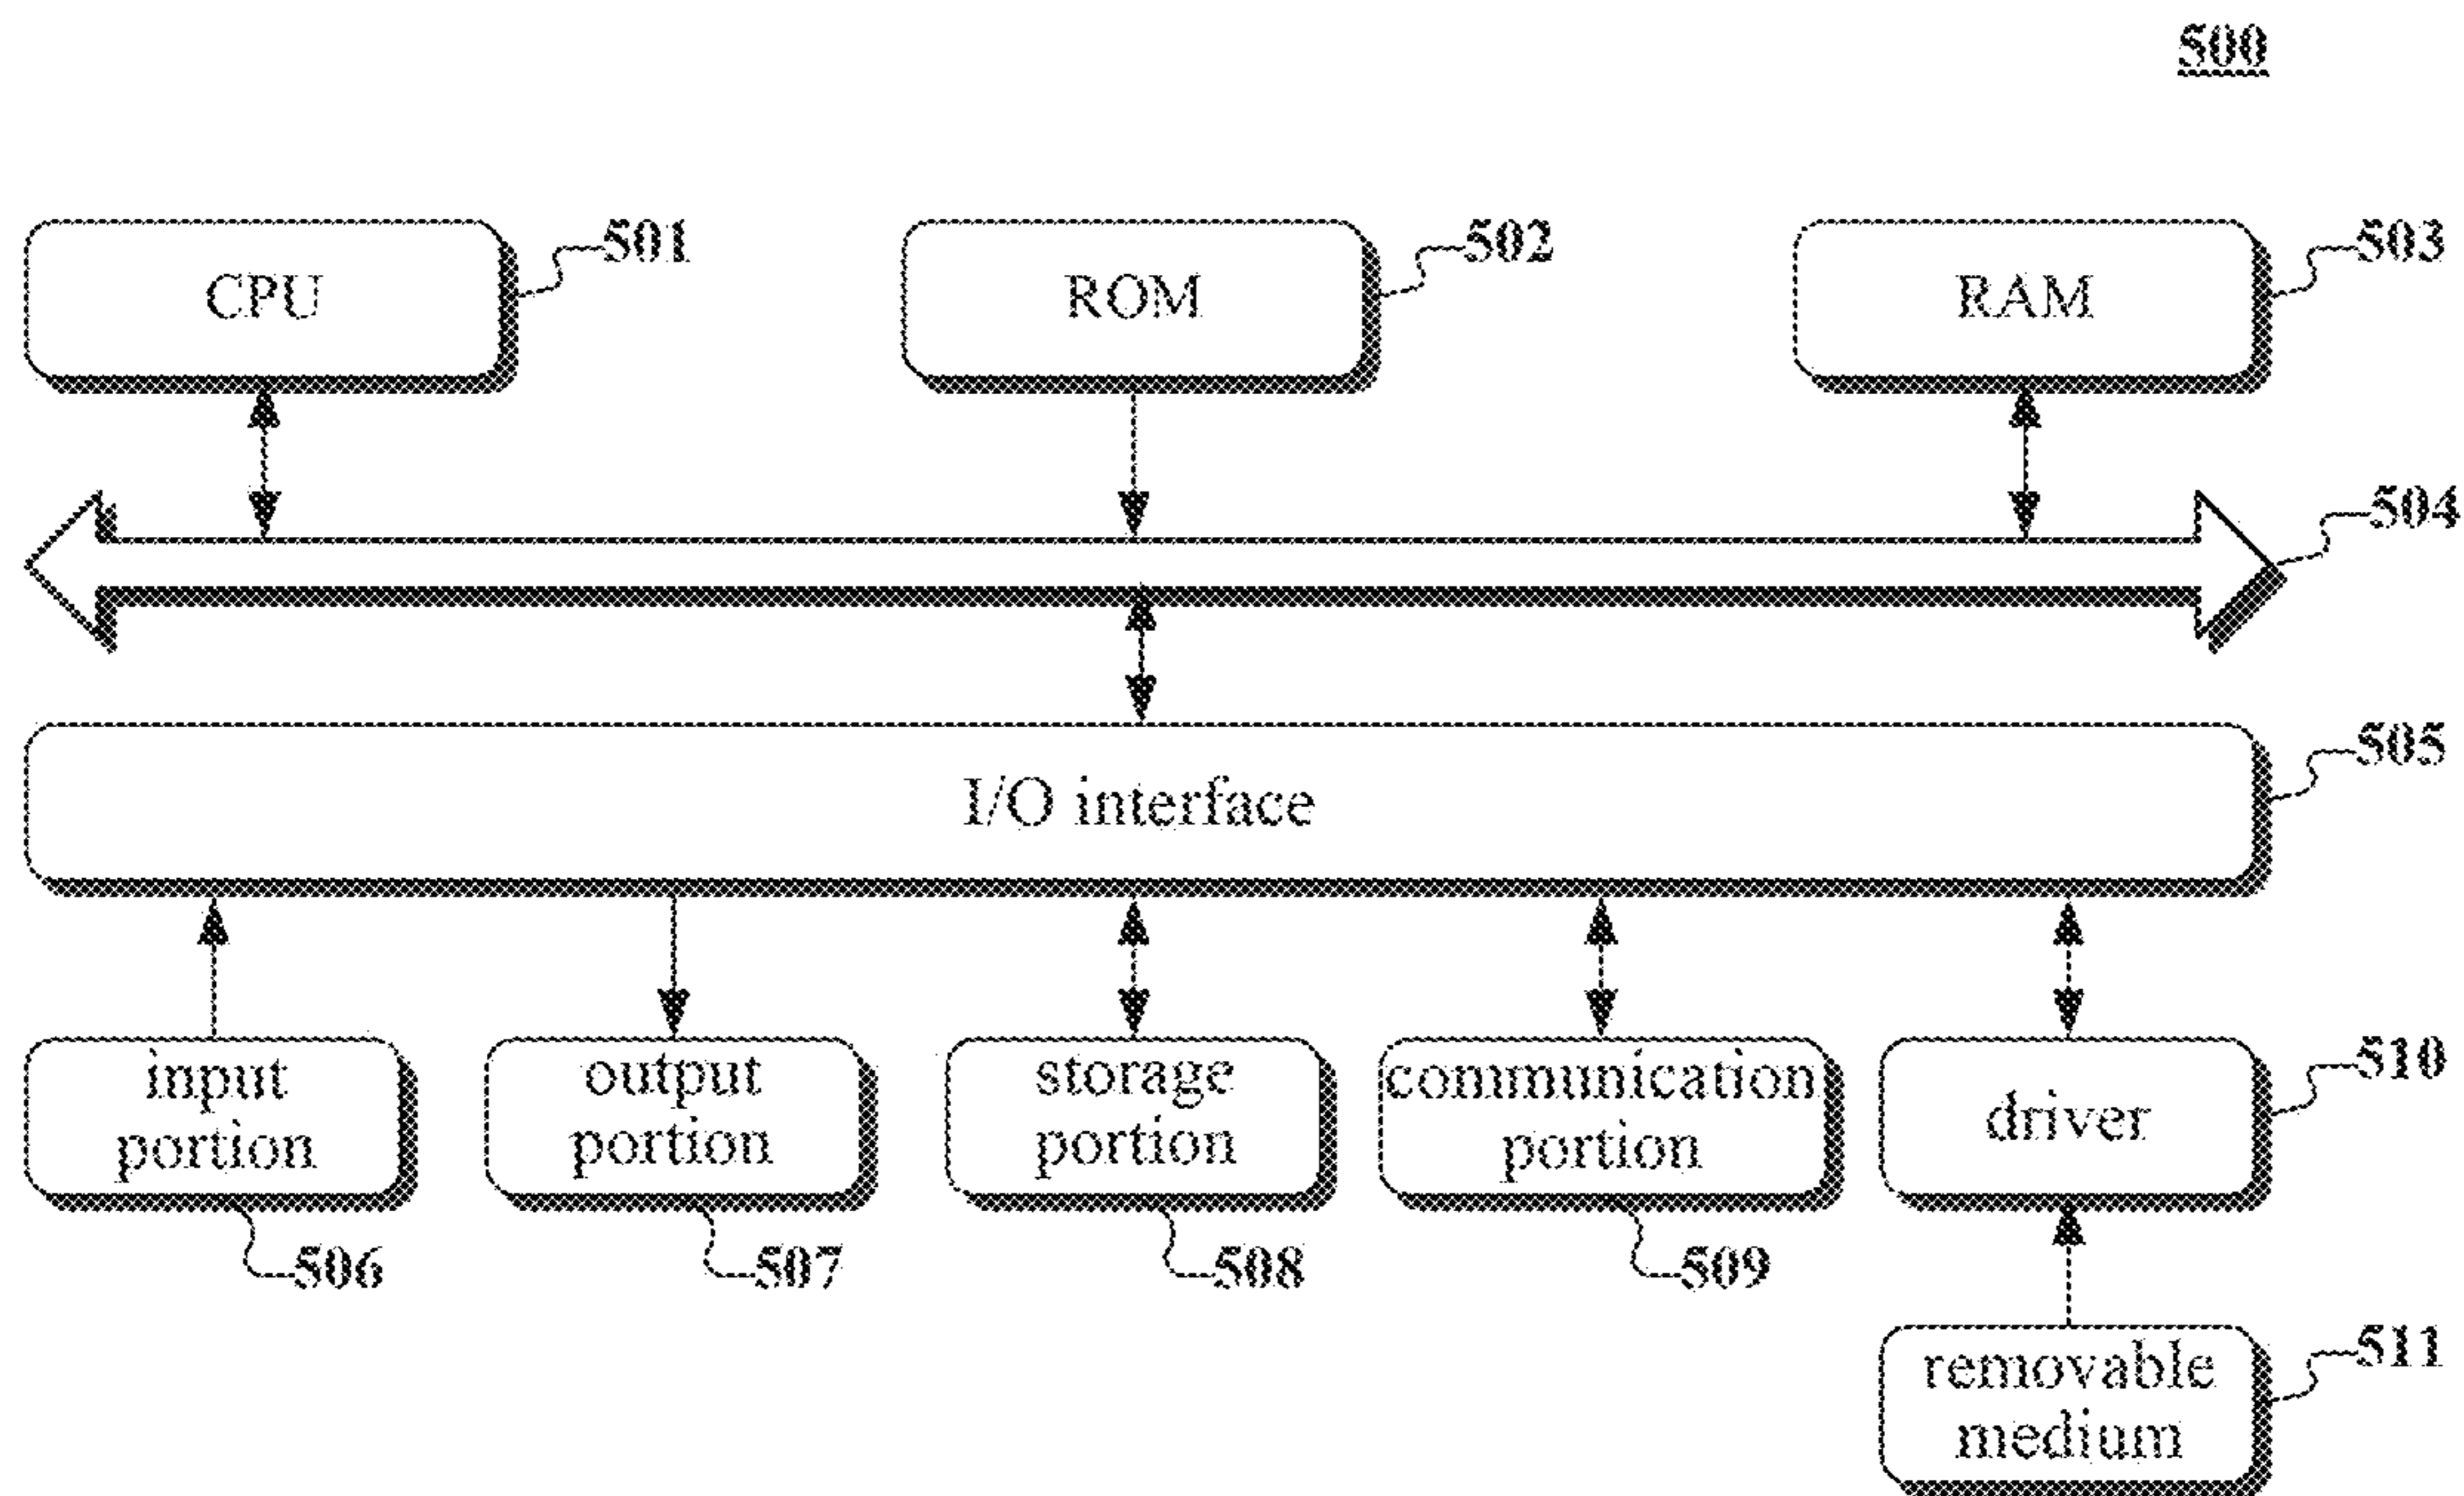 500
CPU
501
ROM
502
RAM
503
504
I/O interface
505
input
portion
output
portion
storage
portion
communication
portion
driver
510
506
507
508
509
removable
medium
511